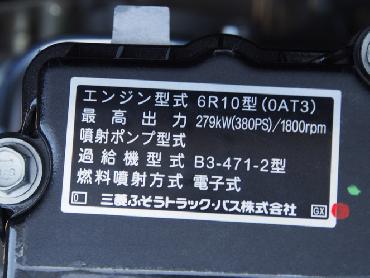 エンジン型式 6R10型(0AT3)
最高出力 279kW(380PS)/1800rpm
噴射ポンプ型式
過給機型式 B3-471-2型
燃料噴射方式 電子式
0 三菱ふそうトラック・バス株式会社 GX